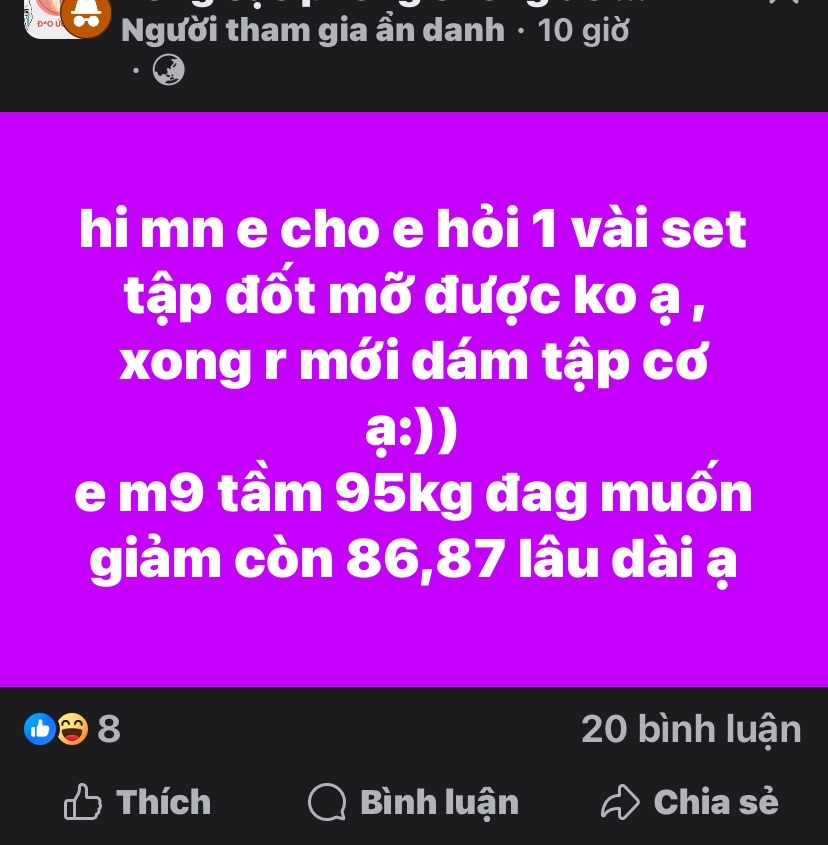 Người tham gia ẩn danh · 10 giờ
·
hi mn e cho e hỏi 1 vài set
tập đốt mỡ được ko ạ ,
xong r mới dám tập cơ
ạ:))
e m9 tầm 95kg đag muốn
giảm còn 86,87 lâu dài ạ
8
20 bình luận
Thích
Bình luận
Chia sẻ